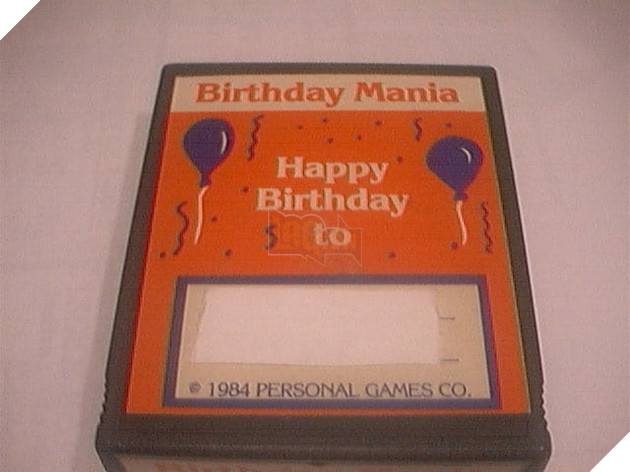 Birthday Mania
Happy
Birthday
to
© 1984 PERSONAL GAMES CO.